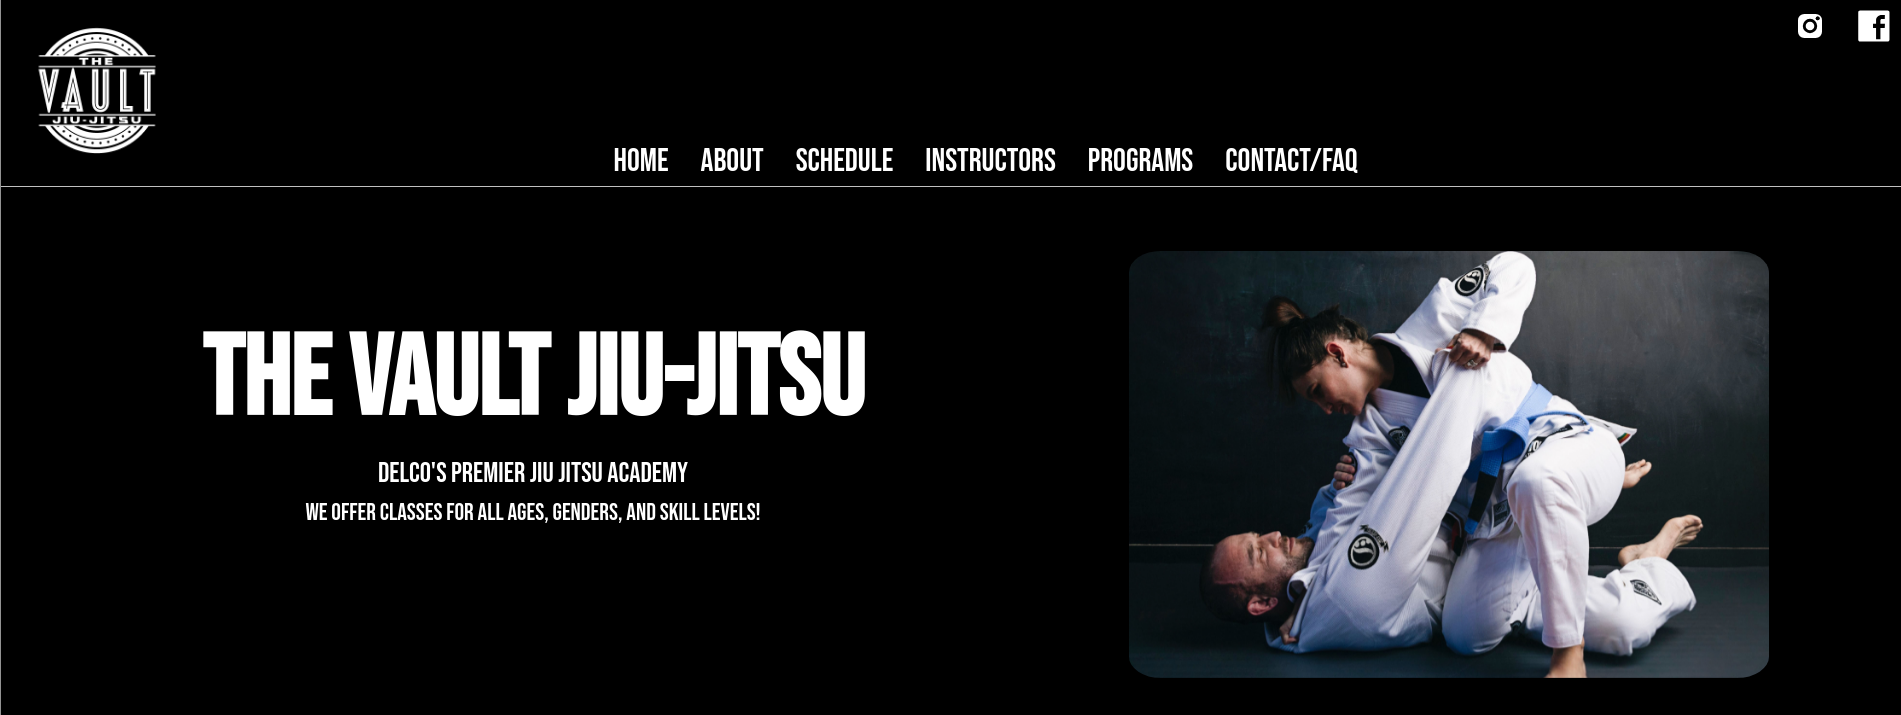 THE
VAULT
JIU-JITSU
HOME ABOUT SCHEDULE INSTRUCTORS PROGRAMS CONTACT/FAQ
THE VAULT JIU-JITSU
DELCO'S PREMIER JIU JITSU ACADEMY
WE OFFER CLASSES FOR ALL AGES, GENDERS, AND SKILL LEVELS!